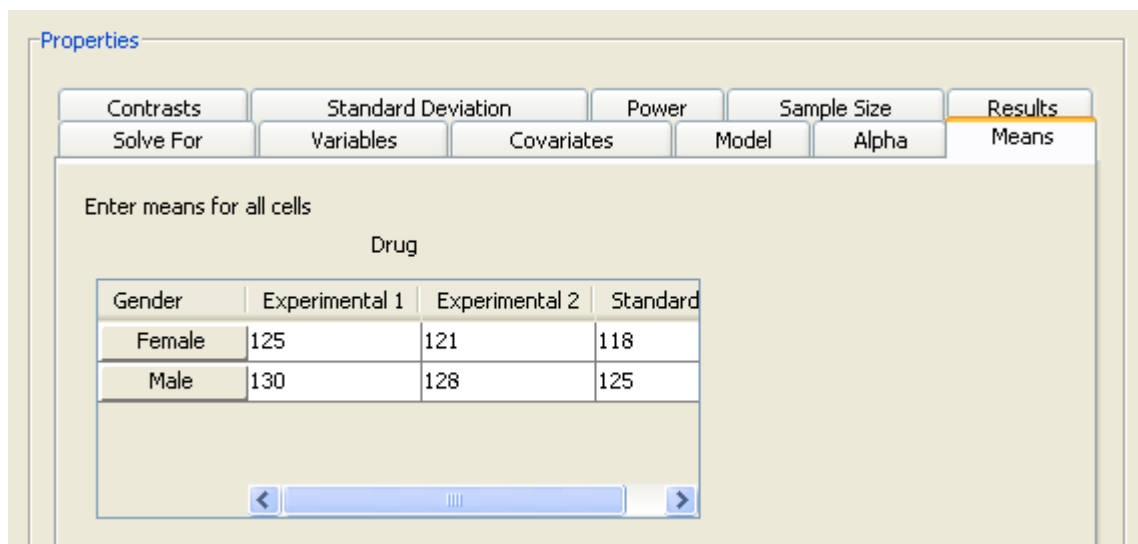 Properties
Contrasts Standard Deviation Power Sample Size Results
Solve For Variables Covariates Model Alpha Means
Enter means for all cells
Drug
Gender Experimental 1 Experimental 2 Standard
Female 125 121 118
Male 130 128 125